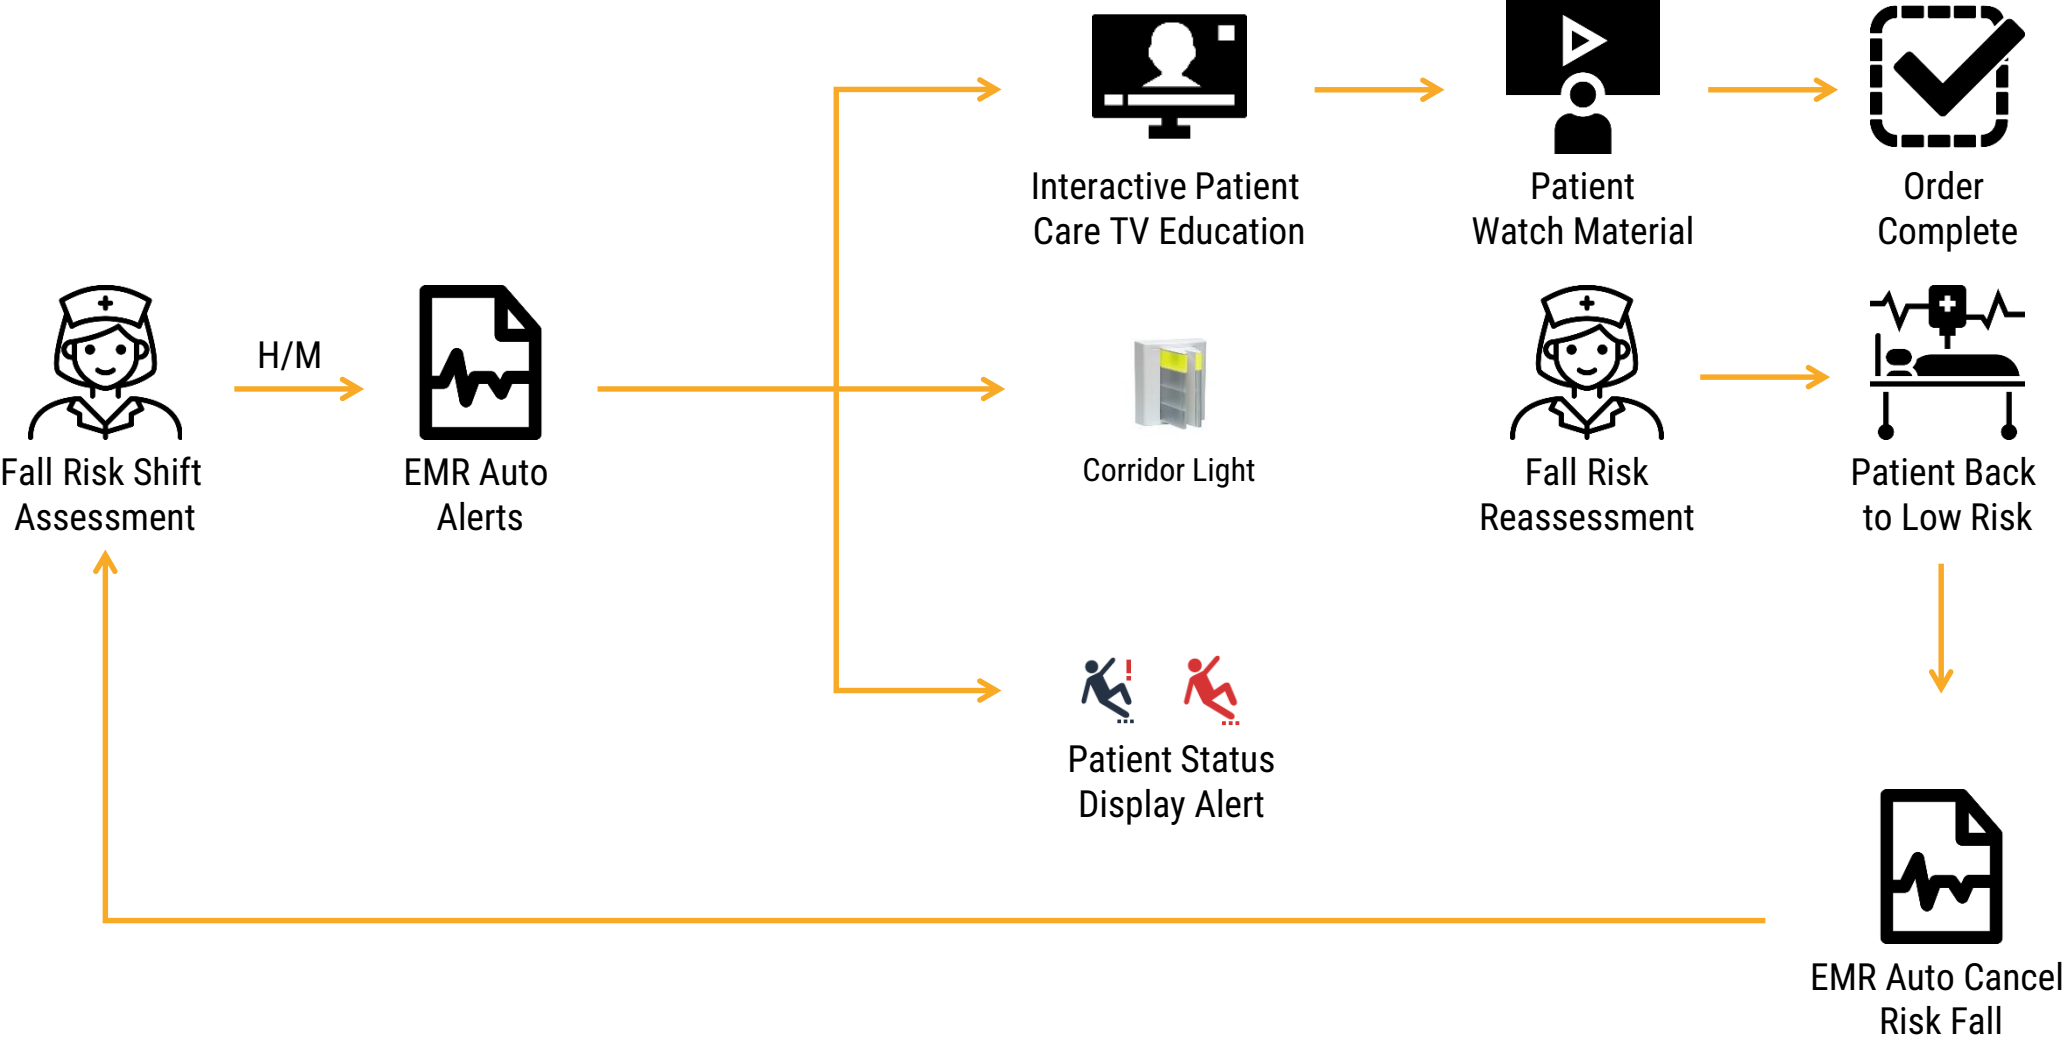 Interactive Patient
Care TV Education
Patient
Watch Material
Order
Complete
H/M
Fall Risk Shift
Assessment
EMR Auto
Alerts
Corridor Light
Fall Risk
Reassessment
Patient Back
to Low Risk
Patient Status
Display Alert
EMR Auto Cancel
Risk Fall